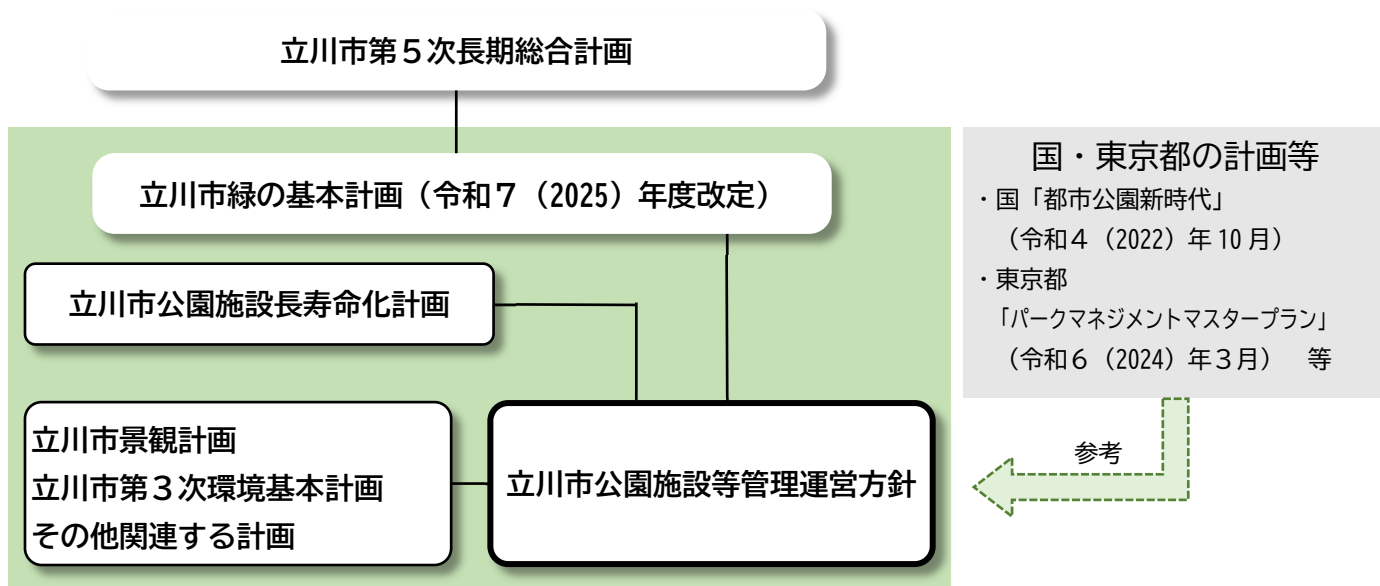 立川市第５次長期総合計画
立川市緑の基本計画（令和７（2025）年度改定）
立川市公園施設長寿命化計画
立川市景観計画
立川市第３次環境基本計画
その他関連する計画
立川市公園施設等管理運営方針
国・東京都の計画等
・国「都市公園新時代」
（令和４（2022）年 10 月）
・東京都
「パークマネジメントマスタープラン」
（令和６（2024）年３月）　等
参考